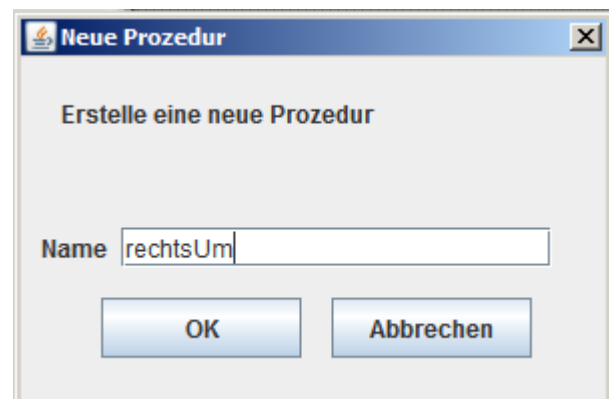 Neue Prozedur
Erstelle eine neue Prozedur
Name rechtsUm
OK Abbrechen